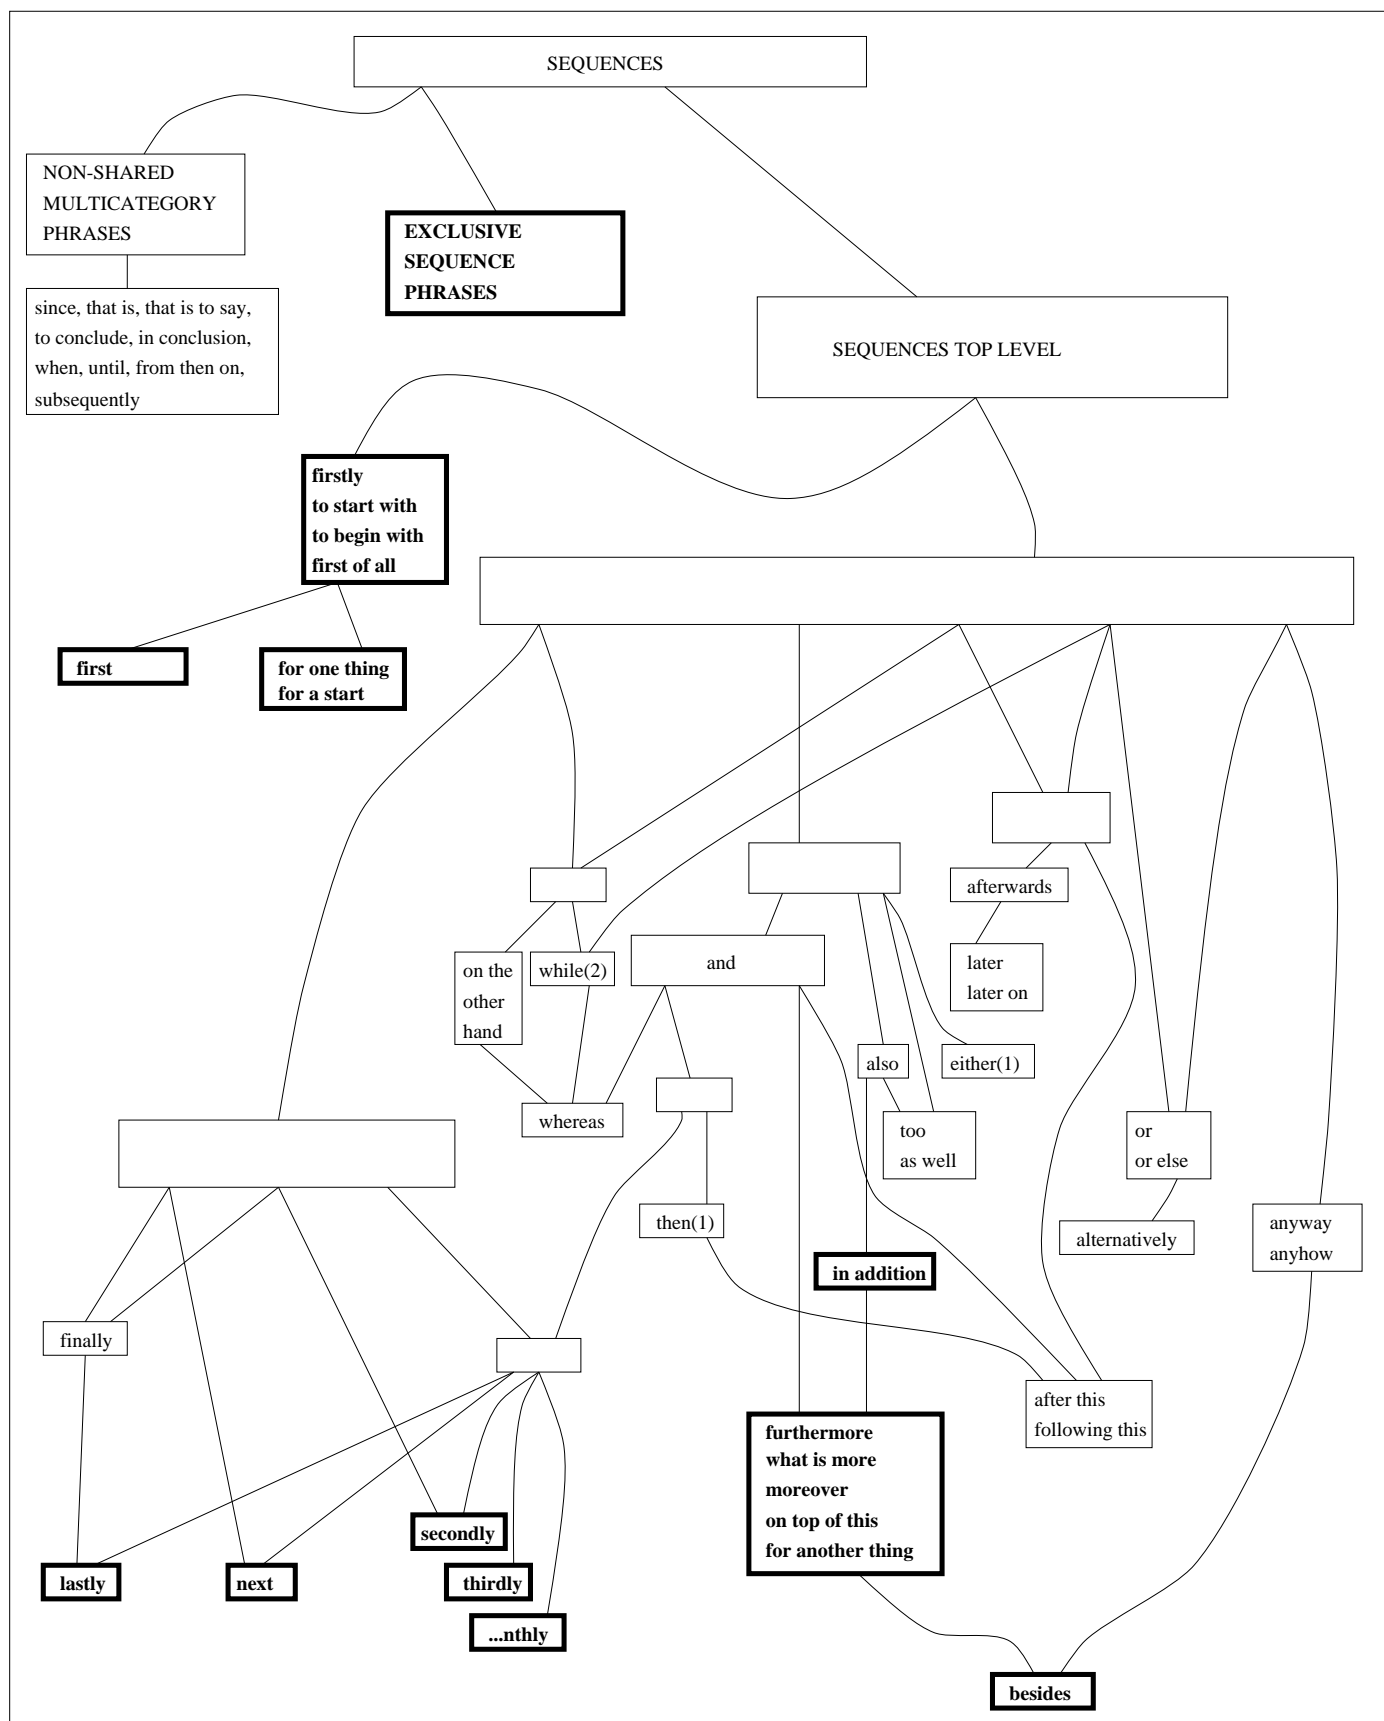 SEQUENCES
NON-SHARED
MULTICATEGORY
PHRASES
EXCLUSIVE
SEQUENCE
PHRASES
since, that is, that is to say,
to conclude, in conclusion,
when, until, from then on,
subsequently
SEQUENCES TOP LEVEL
firstly
to start with
to begin with
first of all
first
for one thing
for a start
afterwards
on the
other
hand
while(2)
and
later
later on
also
either(1)
whereas
too
as well
or
or else
then(1)
alternatively
anyway
anyhow
in addition
finally
after this
following this
furthermore
what is more
moreover
on top of this
for another thing
secondly
lastly
next
thirdly
...nthly
besides